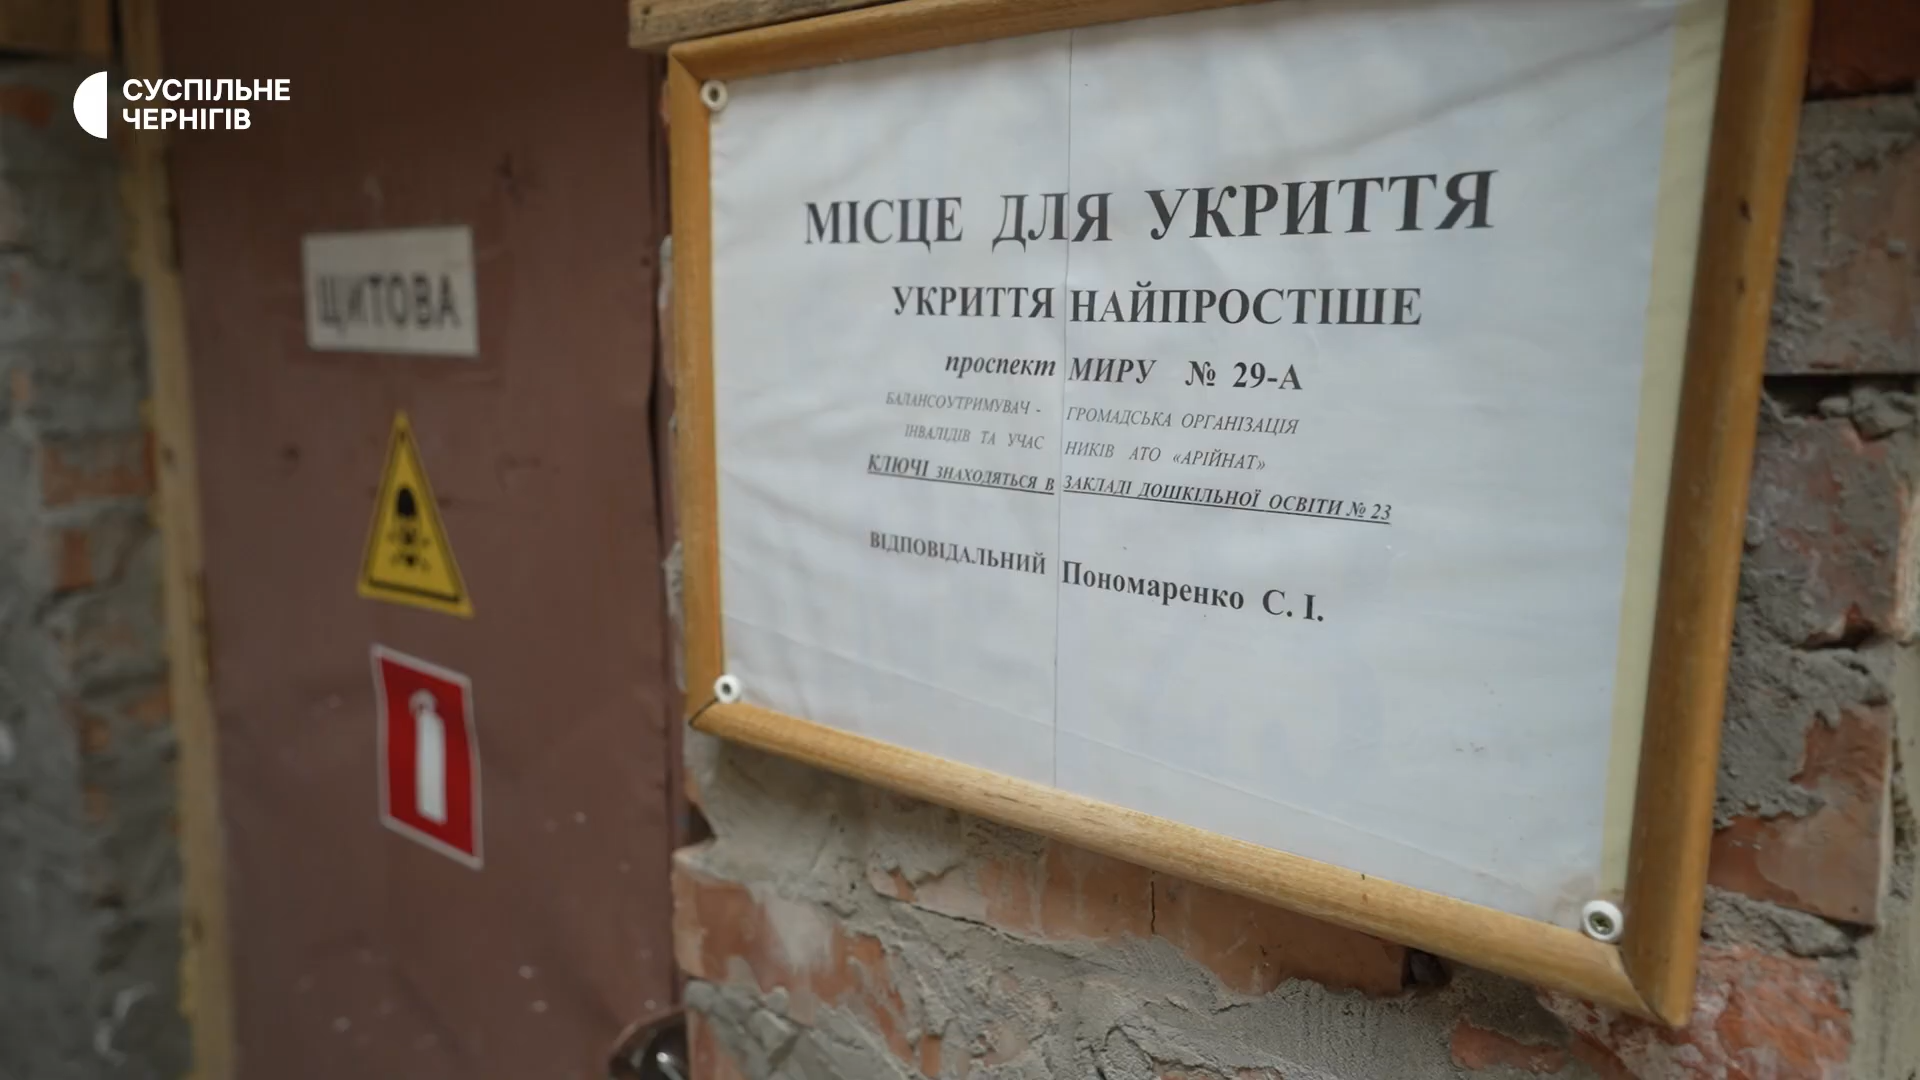 СУСПІЛЬНЕ
ЧЕРНІГІВ
ЩИТОВА
МІСЦЕ ДЛЯ УКРИТТЯ
УКРИТТЯ НАЙПРОСТІШЕ
проспект МИРУ № 29-А
БАЛАНСОУТРИМУВАЧ - ГРОМАДСЬКА ОРГАНІЗАЦІЯ
ІНВАЛІДІВ ТА УЧАС НИКІВ АТО «АРІЙНАТ»
КЛЮЧІ ЗНАХОДЯТЬСЯ В ЗАКЛАДІ ДОШКІЛЬНОЇ ОСВІТИ № 23
ВІДПОВІДАЛЬНИЙ Пономаренко С. І.